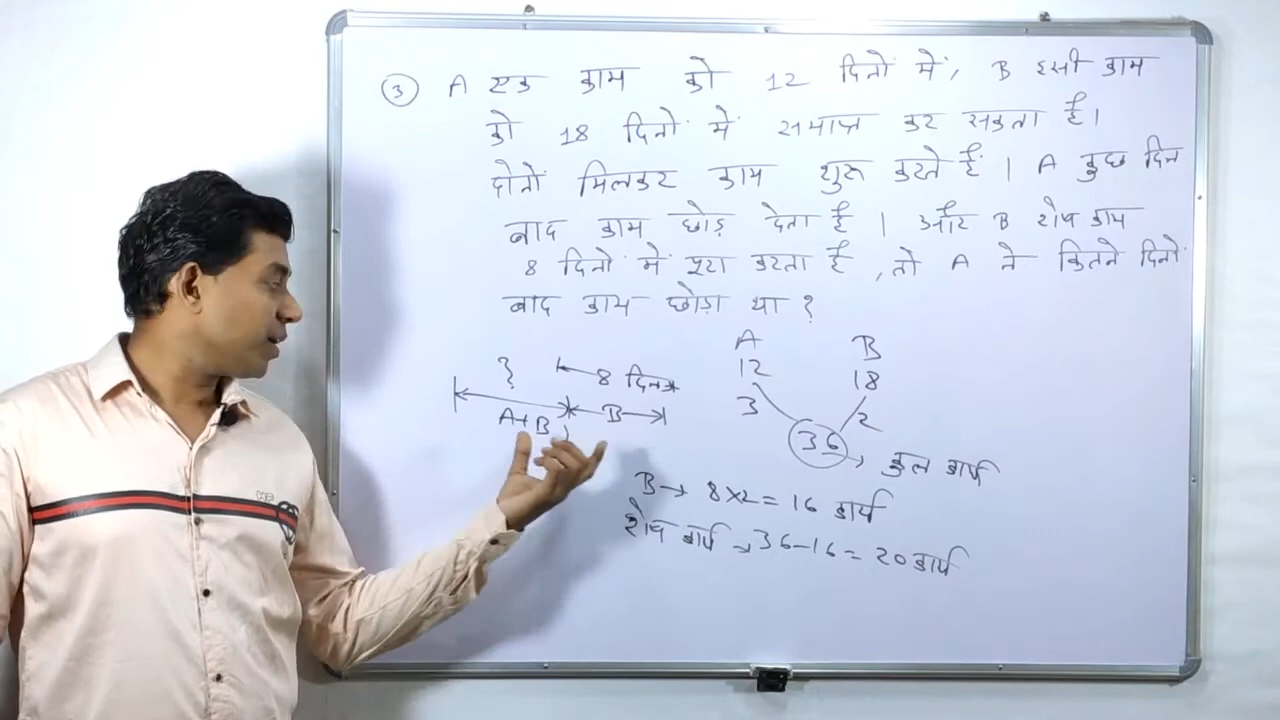 ③ A एक काम को 12 दिनों में, B इसी काम
को 18 दिनों में समाप्त कर सकता है।
दोनों मिलकर काम शुरू करते हैं। A कुछ दिन
बाद काम छोड़ देता है। और B शेष काम
8 दिनों में पूरा करता है, तो A ने कितने दिनों
बाद काम छोड़ा था?
? 8 दिन
A+B B
A B
12 18
3 2
36 → कुल कार्य
B → 8×2 = 16 कार्य
शेष कार्य → 36-16 = 20 कार्य